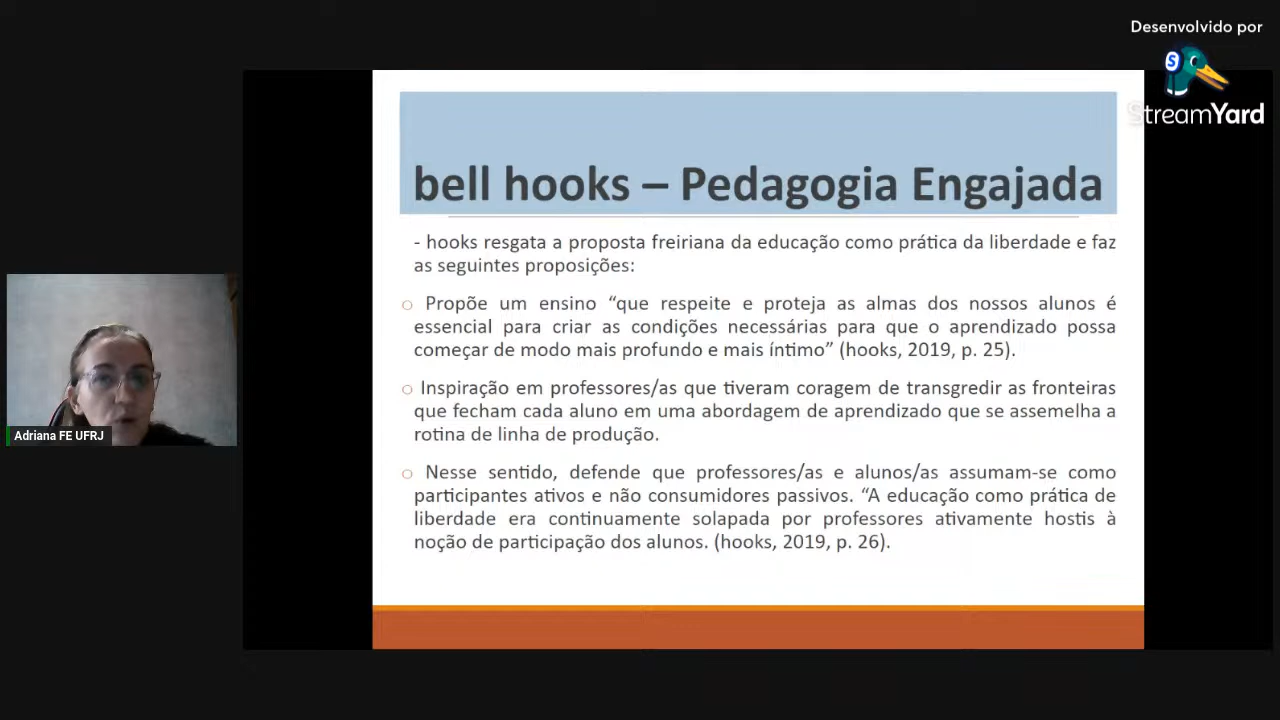 Desenvolvido por
StreamYard
bell hooks – Pedagogia Engajada
- hooks resgata a proposta freiriana da educação como prática da liberdade e faz
as seguintes proposições:
Propõe um ensino “que respeite e proteja as almas dos nossos alunos é
essencial para criar as condições necessárias para que o aprendizado possa
começar de modo mais profundo e mais íntimo” (hooks, 2019, p. 25).
Inspiração em professores/as que tiveram coragem de transgredir as fronteiras
que fecham cada aluno em uma abordagem de aprendizado que se assemelha a
rotina de linha de produção.
Nesse sentido, defende que professores/as e alunos/as assumam-se como
participantes ativos e não consumidores passivos. “A educação como prática de
liberdade era continuamente solapada por professores ativamente hostis à
noção de participação dos alunos. (hooks, 2019, p. 26).
Adriana FE UFRJ